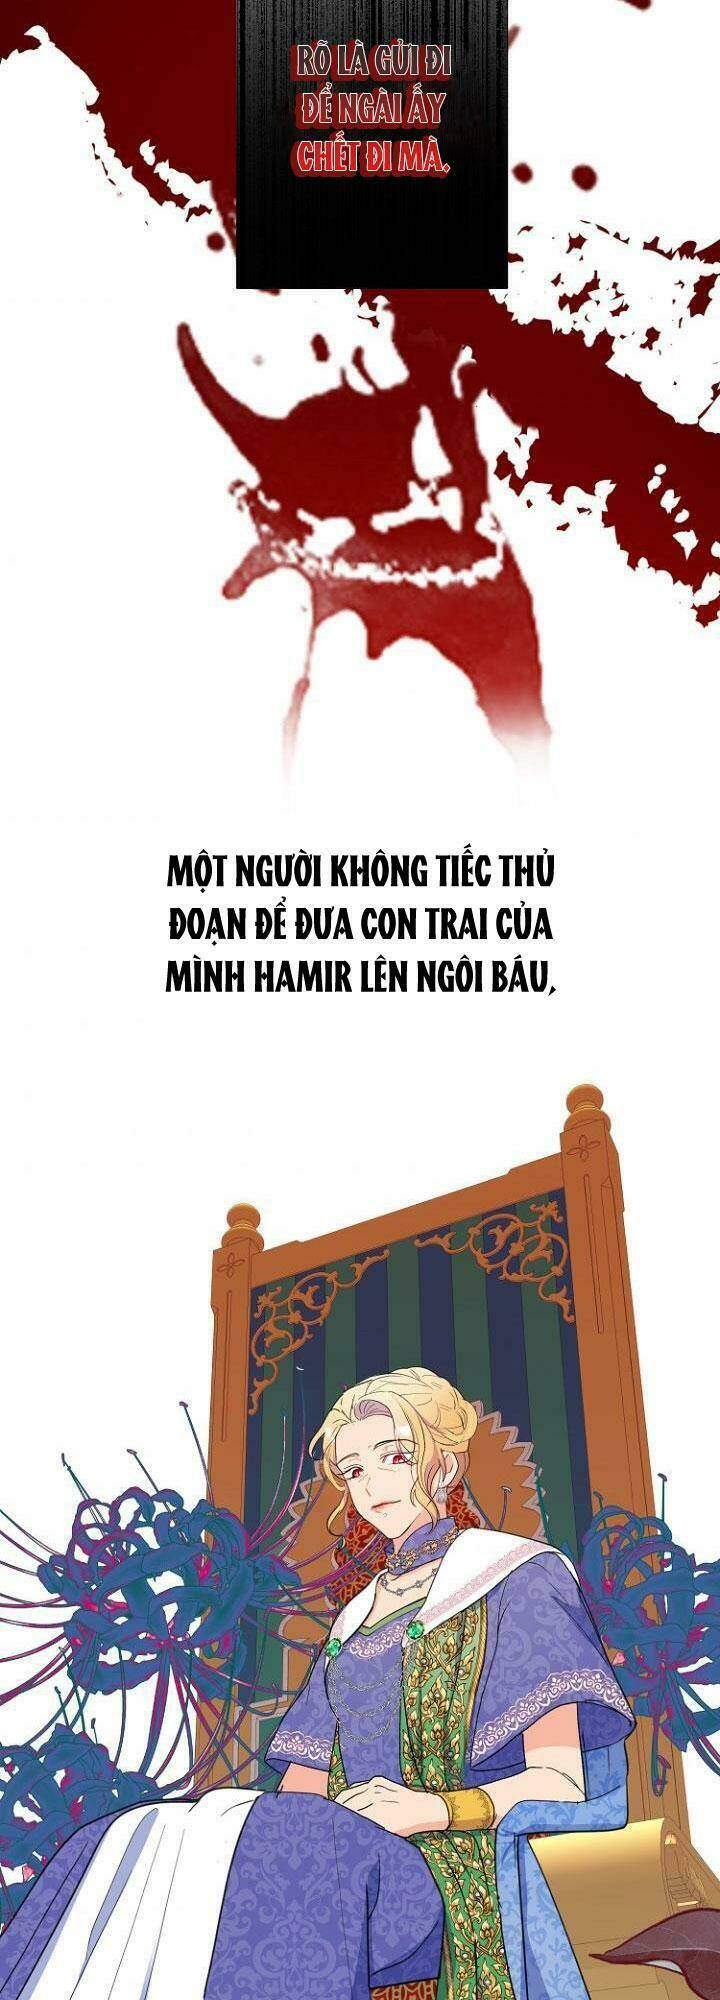 RÕ LÀ GỬI ĐI
ĐỂ NGÀI ẤY
CHẾT ĐI MÀ.
MỘT NGƯỜI KHÔNG TIẾC THỦ
ĐOẠN ĐỂ ĐƯA CON TRAI CỦA
MÌNH HAMIR LÊN NGÔI BÁU,